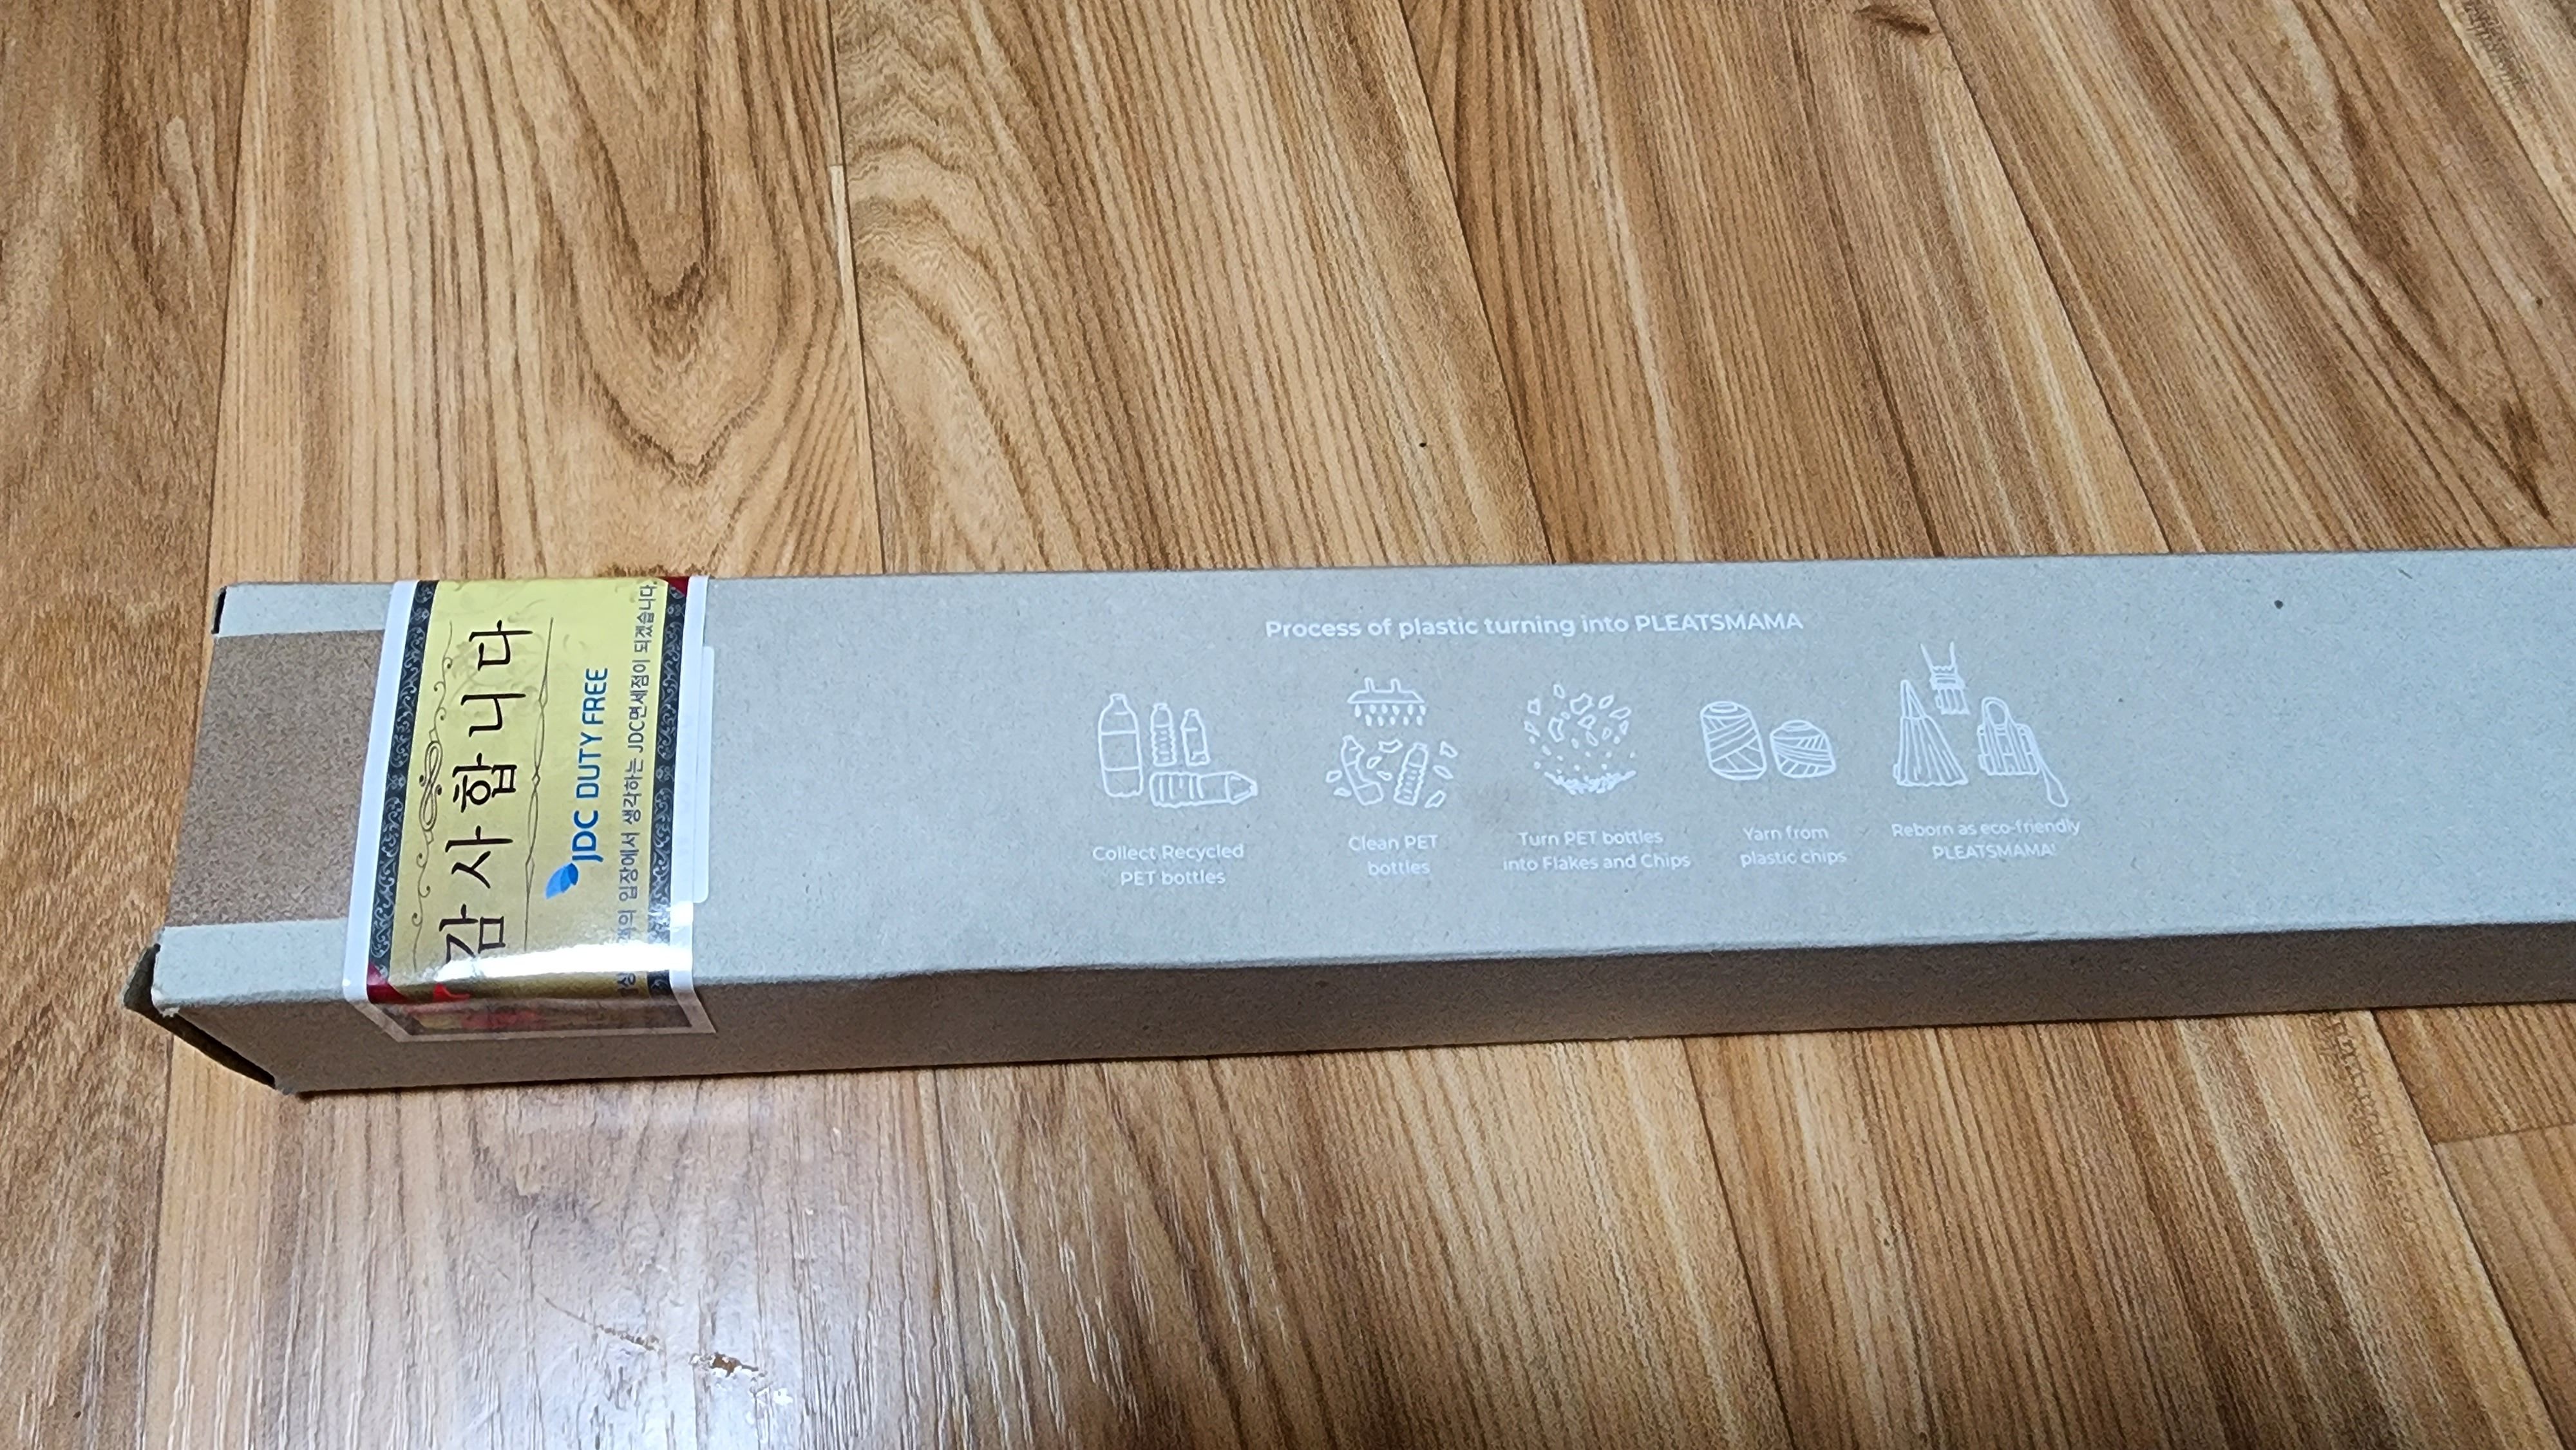 감사합니다
JDC DUTY FREE
입장에서 생각하는 JDC면세점이 되겠습니다.
Process of plastic turning into PLEATSMAMA
Collect Recycled
PET bottles
Clean PET
bottles
Turn PET bottles
into Flakes and Chips
Yarn from
plastic chips
Reborn as eco-friendly
PLEATSMAMA!